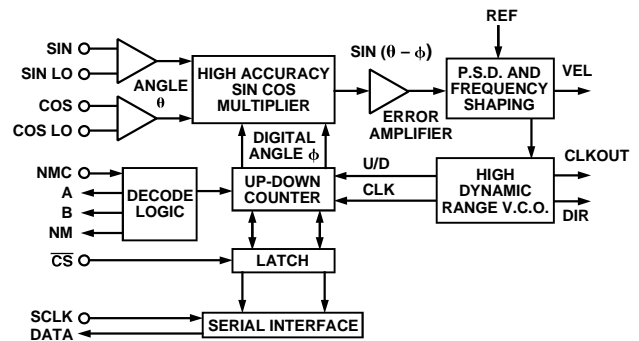 REF
SIN
SIN LO
COS
COS LO
ANGLE
θ
HIGH ACCURACY
SIN COS
MULTIPLIER
SIN (θ – ϕ)
ERROR
AMPLIFIER
P.S.D. AND
FREQUENCY
SHAPING
VEL
DIGITAL
ANGLE ϕ
NMC
A
B
NM
DECODE
LOGIC
UP-DOWN
COUNTER
U/D
CLK
HIGH
DYNAMIC
RANGE V.C.O.
CLKOUT
DIR
C̅S̅
LATCH
SCLK
DATA
SERIAL INTERFACE